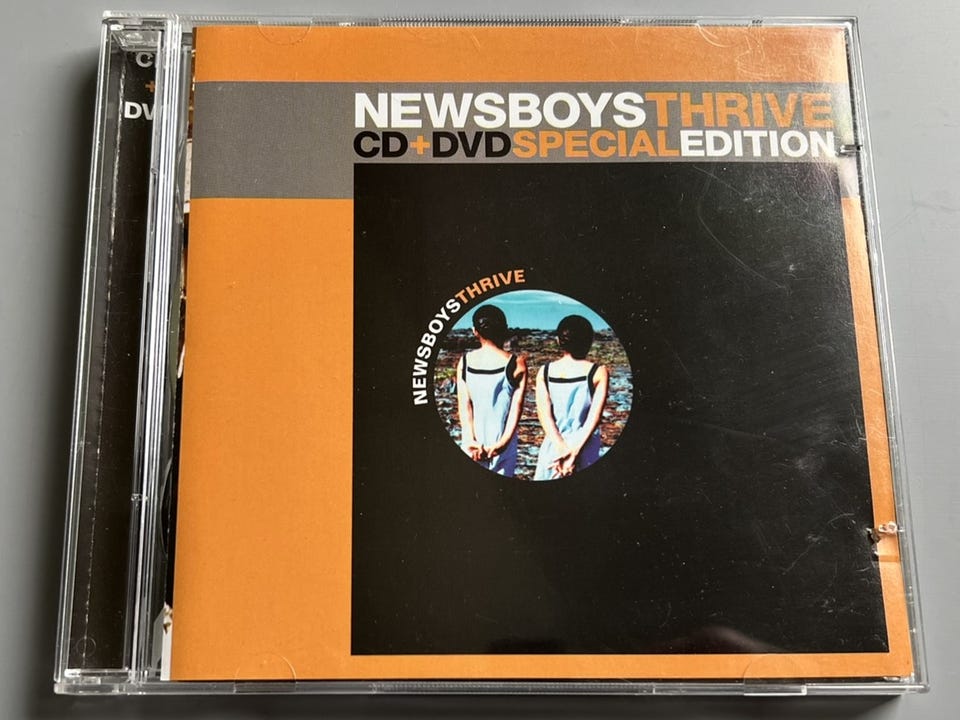 NEWSBOYSTHRIVE
CD+DVDSPECIALEDITION
NEWSBOYSTHRIVE
+